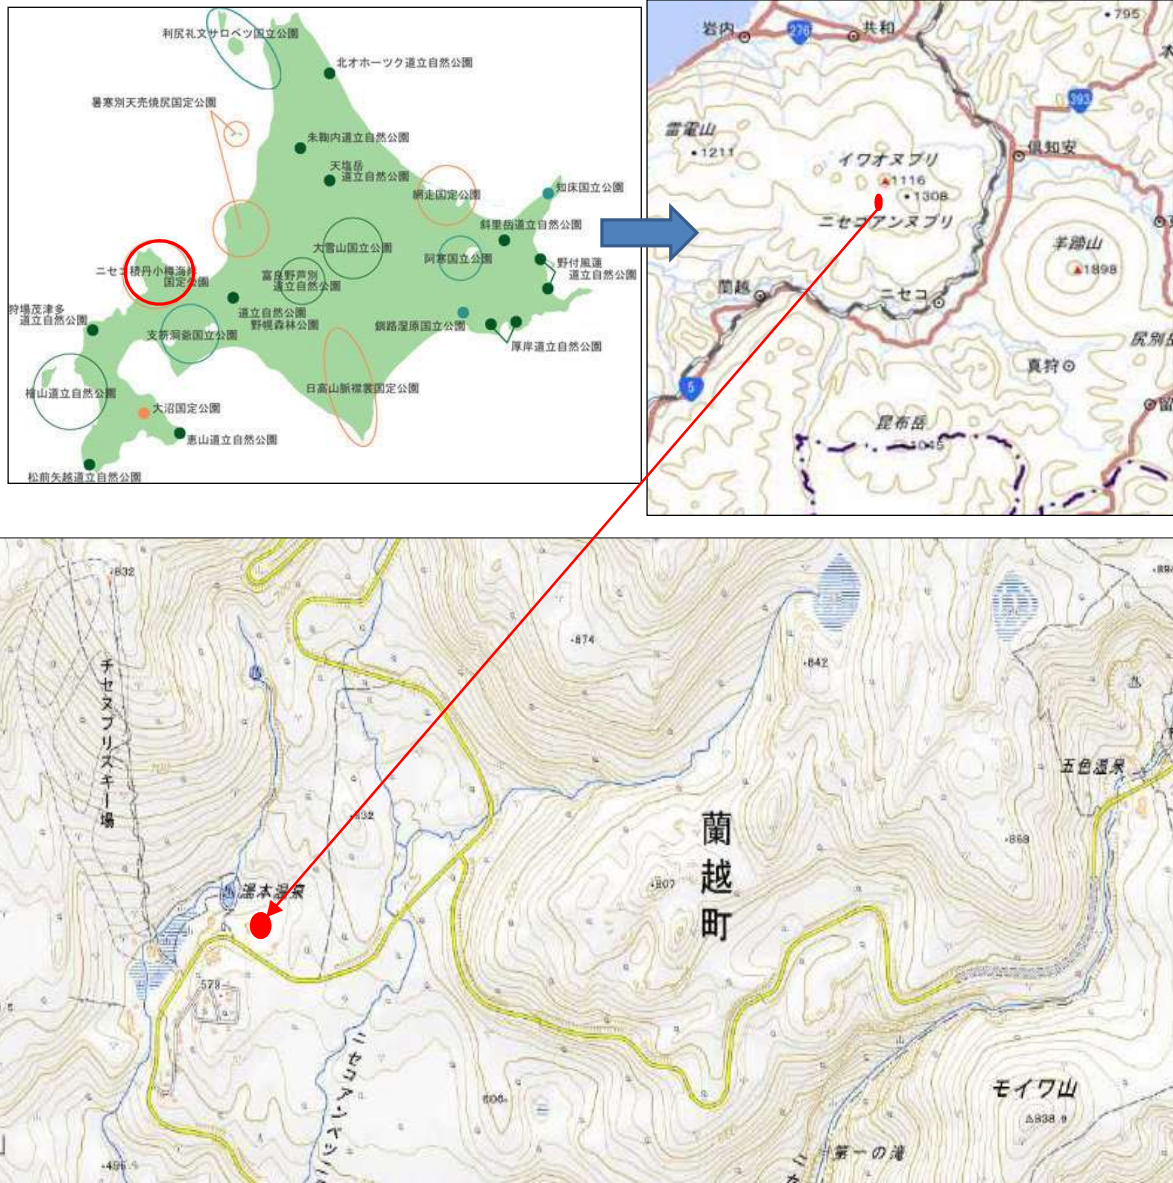 利尻礼文サロベツ国立公園
北オホーツク道立自然公園
暑寒別天売焼尻国定公園
朱鞠内道立自然公園
天塩岳
道立自然公園
網走国定公園
知床国立公園
斜里岳道立自然公園
大雪山国立公園
阿寒国立公園
野付風蓮
道立自然公園
ニセコ積丹小樽海岸
国定公園
富良野芦別
道立自然公園
狩場茂津多
道立自然公園
道立自然公園
野幌森林公園
支笏洞爺国立公園
釧路湿原国立公園
厚岸道立自然公園
檜山道立自然公園
日高山脈襟裳国定公園
大沼国定公園
恵山道立自然公園
松前矢越道立自然公園
岩内
276
共和
795
393
雷電山
1211
イワオヌプリ
1116
1308
ニセコアンヌプリ
倶知安
羊蹄山
1898
蘭越
ニセコ
尻別岳
真狩
5
昆布岳
1045
留
832
874
842
894
チセヌプリスキー場
五色温泉
832
868
807
蘭越町
湯本温泉
579
606
ニセコアンベツ
モイワ山
838.9
第一の滝
495